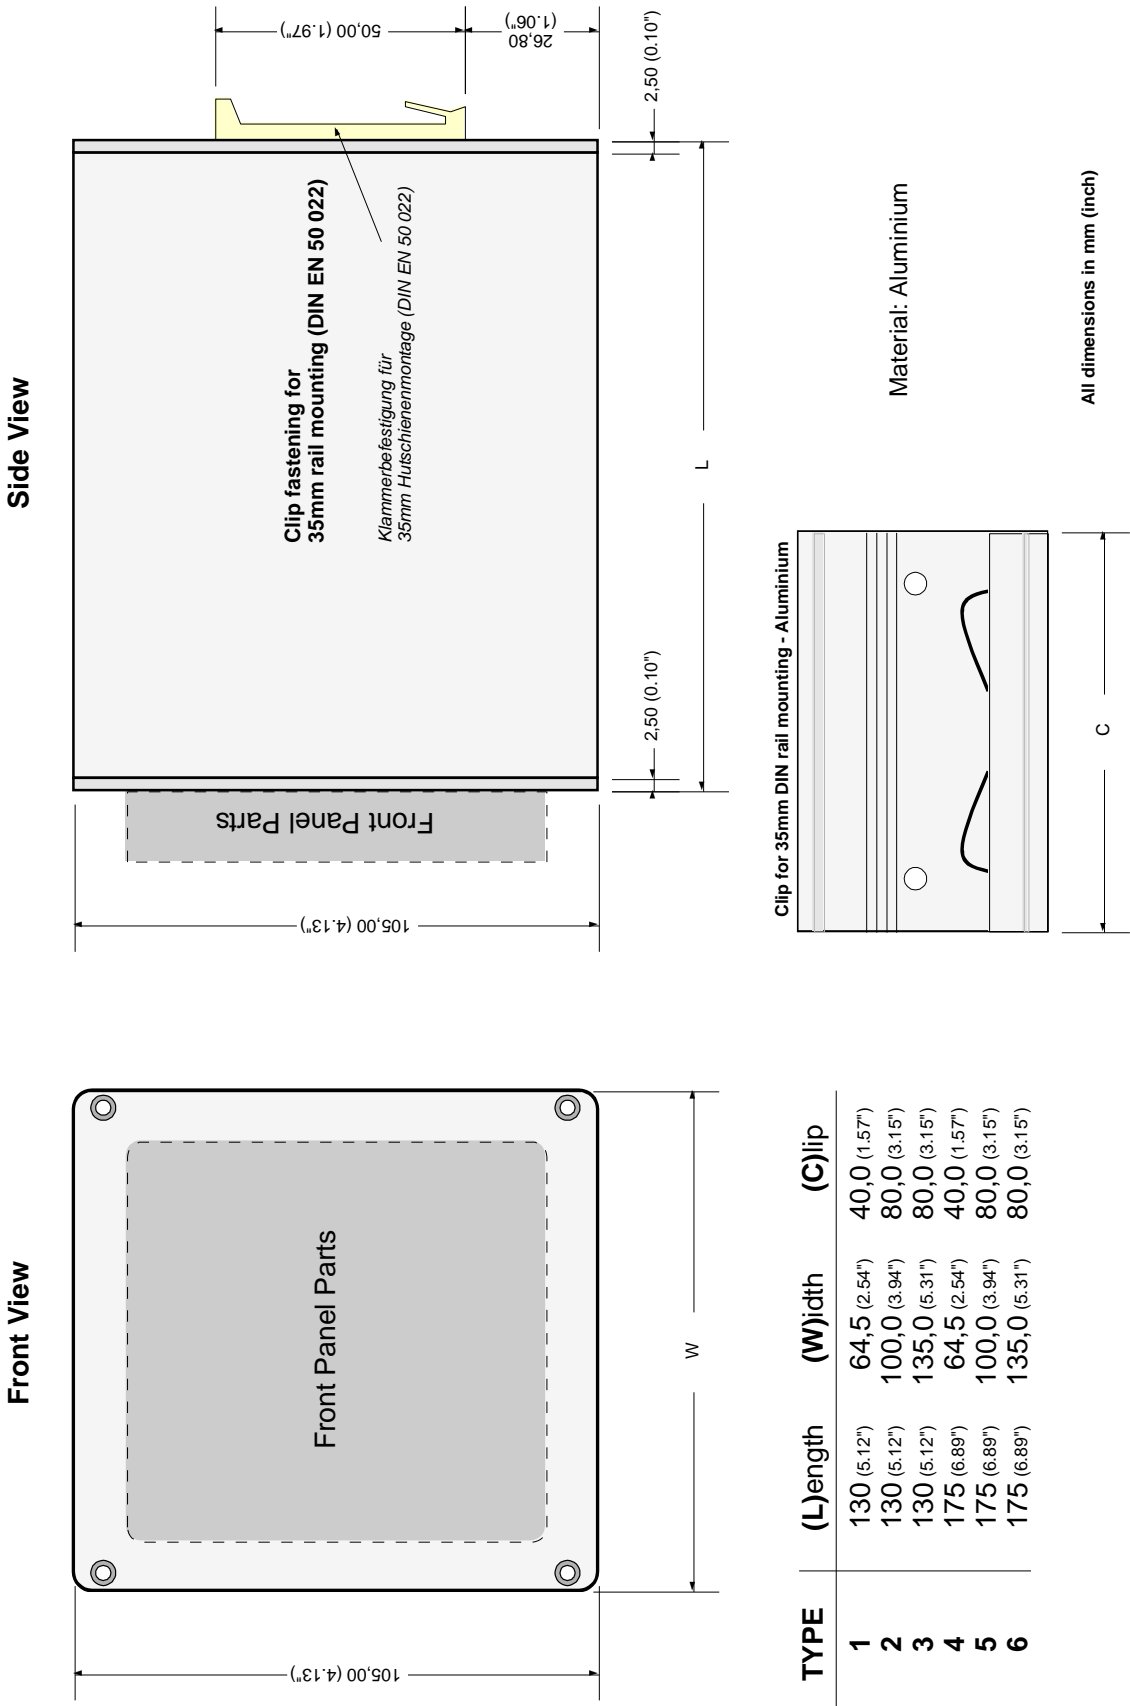 Front View
Side View
105,00 (4.13")
Front Panel Parts
W
105,00 (4.13")
Front Panel Parts
Clip fastening for
35mm rail mounting (DIN EN 50 022)
Klammerbefestigung für
35mm Hutschienenmontage (DIN EN 50 022)
50,00 (1.97")
26,80
(1.06")
2,50 (0.10")
2,50 (0.10")
L
TYPE (L)ength (W)idth (C)lip
1 130 (5.12") 64,5 (2.54") 40,0 (1.57")
2 130 (5.12") 100,0 (3.94") 80,0 (3.15")
3 130 (5.12") 135,0 (5.31") 80,0 (3.15")
4 175 (6.89") 64,5 (2.54") 40,0 (1.57")
5 175 (6.89") 100,0 (3.94") 80,0 (3.15")
6 175 (6.89") 135,0 (5.31") 80,0 (3.15")
Clip for 35mm DIN rail mounting - Aluminium
C
Material: Aluminium
All dimensions in mm (inch)